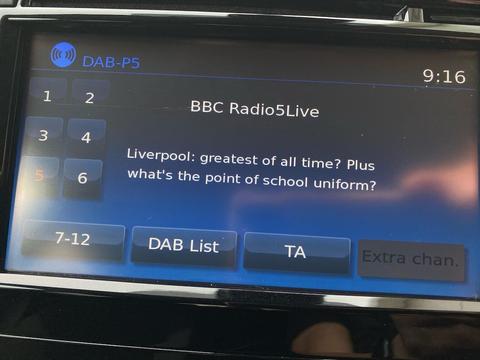 DAB-P5
9:16
1 2
BBC Radio5Live
3 4
Liverpool: greatest of all time? Plus
what's the point of school uniform?
5 6
7-12
DAB List
TA
Extra chan.